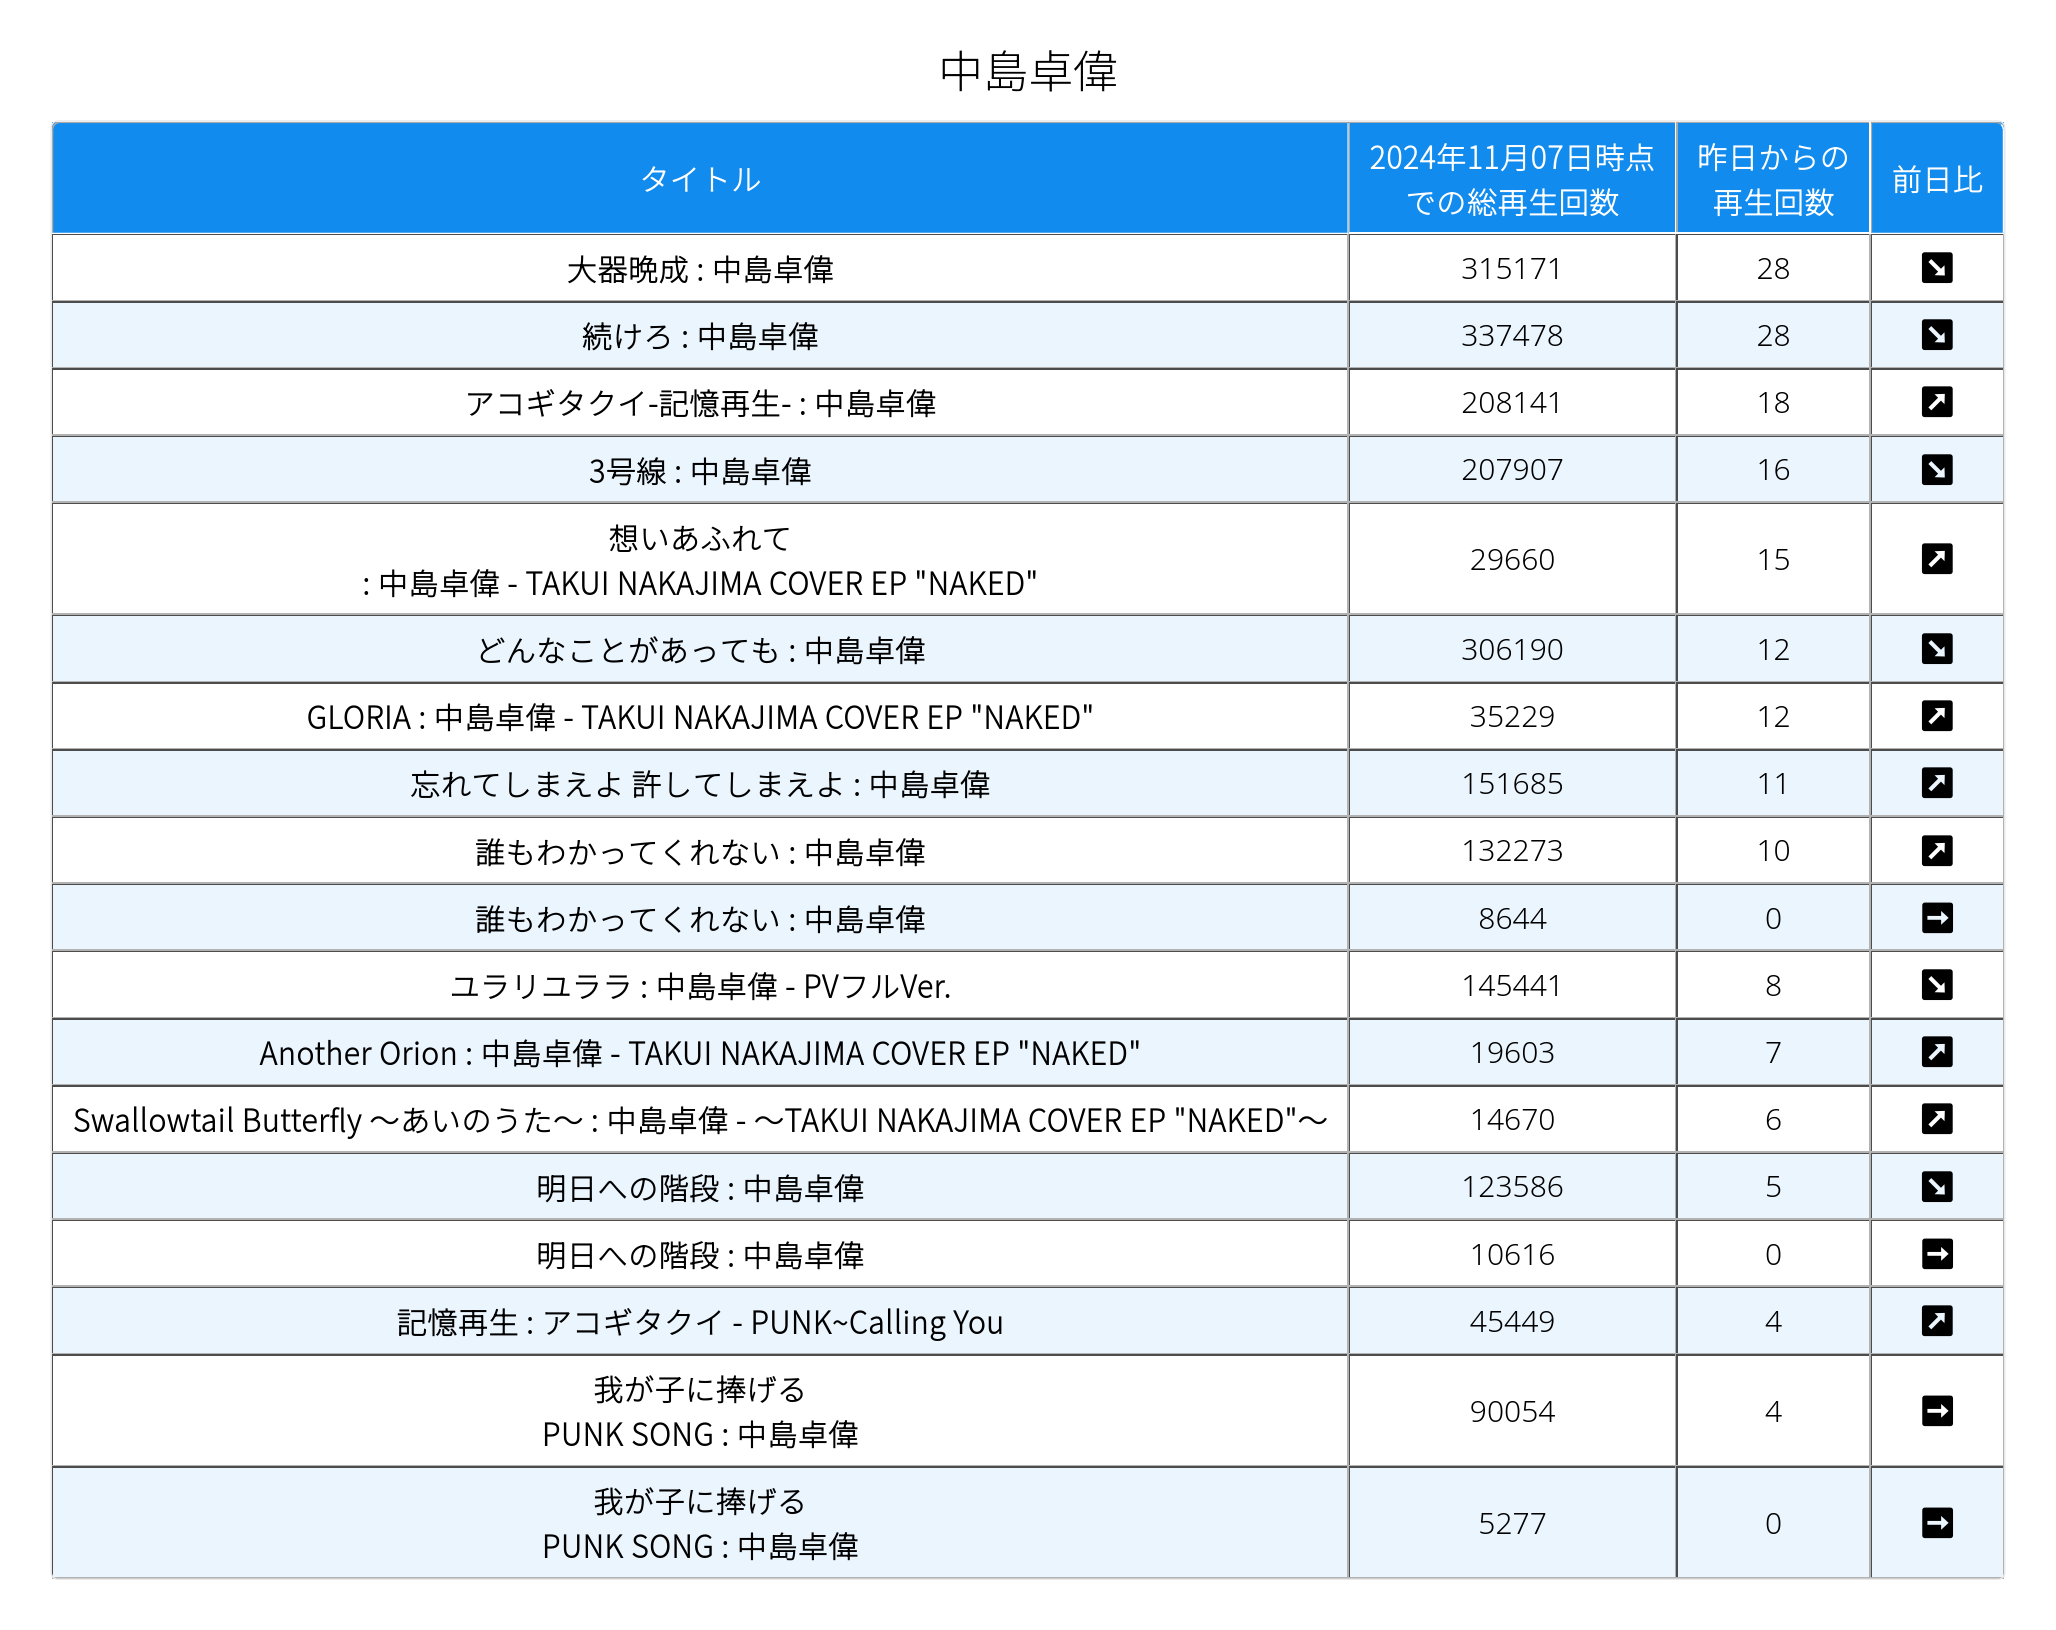 中島卓偉
タイトル
2024年11月07日時点
での総再生回数
昨日からの
再生回数
前日比
大器晩成 : 中島卓偉
315171
28
↘
続けろ : 中島卓偉
337478
28
↘
アコギタクイ-記憶再生- : 中島卓偉
208141
18
↗
3号線 : 中島卓偉
207907
16
↘
想いあふれて
: 中島卓偉 - TAKUI NAKAJIMA COVER EP "NAKED"
29660
15
↗
どんなことがあっても : 中島卓偉
306190
12
↘
GLORIA : 中島卓偉 - TAKUI NAKAJIMA COVER EP "NAKED"
35229
12
↗
忘れてしまえよ 許してしまえよ : 中島卓偉
151685
11
↗
誰もわかってくれない : 中島卓偉
132273
10
↗
誰もわかってくれない : 中島卓偉
8644
0
→
ユラリユララ : 中島卓偉 - PVフルVer.
145441
8
↘
Another Orion : 中島卓偉 - TAKUI NAKAJIMA COVER EP "NAKED"
19603
7
↗
Swallowtail Butterfly 〜あいのうた〜 : 中島卓偉 - 〜TAKUI NAKAJIMA COVER EP "NAKED"〜
14670
6
↗
明日への階段 : 中島卓偉
123586
5
↘
明日への階段 : 中島卓偉
10616
0
→
記憶再生 : アコギタクイ - PUNK~Calling You
45449
4
↗
我が子に捧げる
PUNK SONG : 中島卓偉
90054
4
→
我が子に捧げる
PUNK SONG : 中島卓偉
5277
0
→